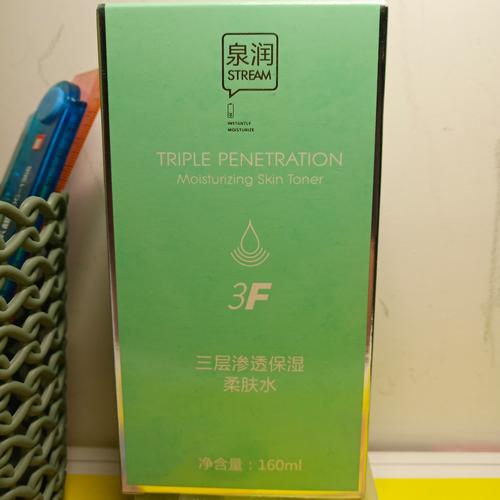 泉润
STREAM
INSTANTLY
MOISTURIZE
TRIPLE PENETRATION
Moisturizing Skin Toner
3F
三层渗透保湿
柔肤水
净含量：160ml